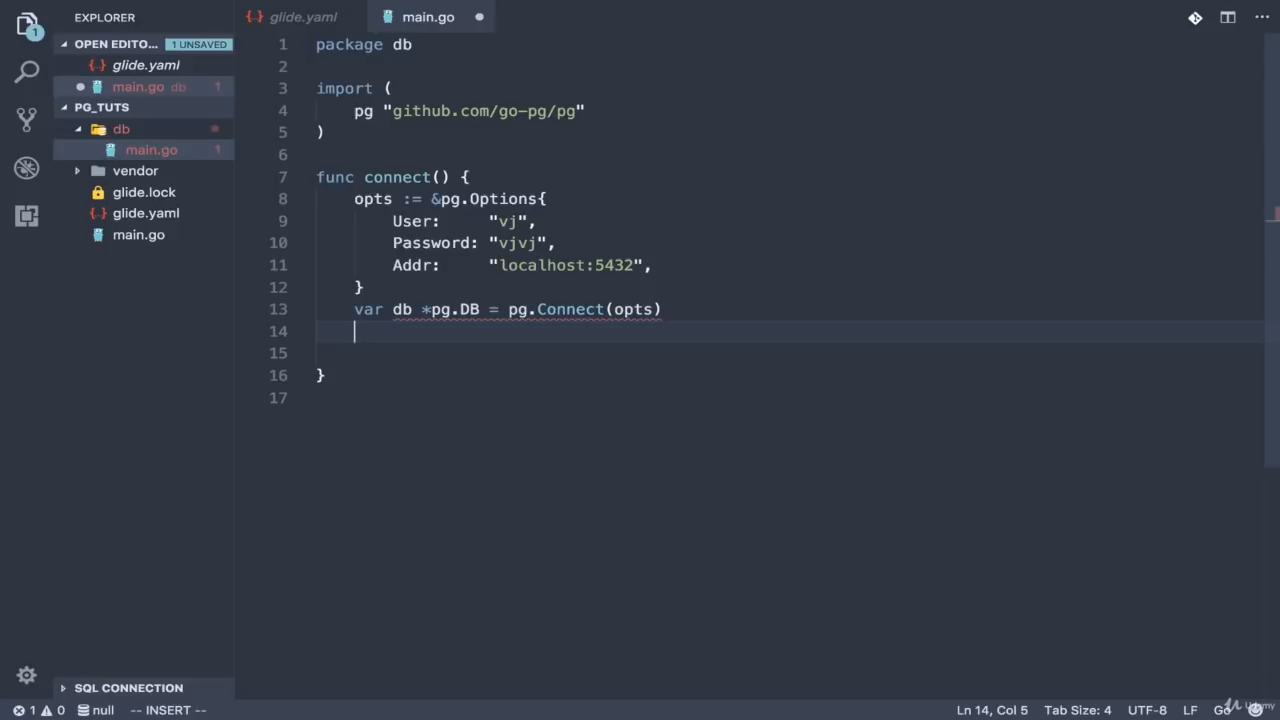 EXPLORER
glide.yaml
main.go
OPEN EDITO... 1 UNSAVED
glide.yaml
main.go db 1
PG_TUTS
db
main.go 1
vendor
glide.lock
glide.yaml
main.go
1 package db
2
3 import (
4 pg "github.com/go-pg/pg"
5 )
6
7 func connect() {
8 opts := &pg.Options{
9 User: "vj",
10 Password: "vjvj",
11 Addr: "localhost:5432",
12 }
13 var db *pg.DB = pg.Connect(opts)
14
15
16 }
17
SQL CONNECTION
1 0 null -- INSERT -- Ln 14, Col 5 Tab Size: 4 UTF-8 LF Go
Udemy
1